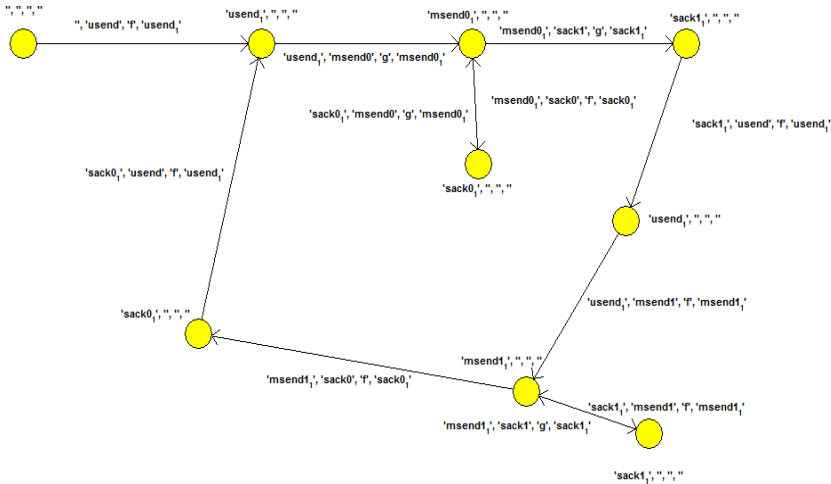 '', '', '', ''
'usend₁', '', '', ''
'msend0₁', '', '', ''
'sack1₁', '', '', ''
'', 'usend', 'f', 'usend₁'
'usend₁', 'msend0', 'g', 'msend0₁'
'msend0₁', 'sack1', 'g', 'sack1₁'
'sack0₁', 'msend0', 'g', 'msend0₁'
'msend0₁', 'sack0', 'f', 'sack0₁'
'sack1₁', 'usend', 'f', 'usend₁'
'sack0₁', 'usend', 'f', 'usend₁'
'sack0₁', '', '', ''
'usend₁', '', '', ''
'usend₁', 'msend1', 'f', 'msend1₁'
'sack0₁', '', '', ''
'msend1₁', '', '', ''
'msend1₁', 'sack0', 'f', 'sack0₁'
'sack1₁', 'msend1', 'f', 'msend1₁'
'msend1₁', 'sack1', 'g', 'sack1₁'
'sack1₁', '', '', ''